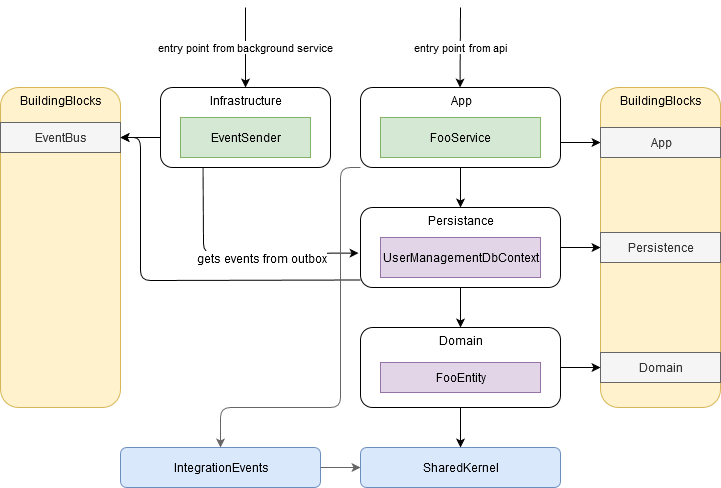 entry point from background service
entry point from api
BuildingBlocks
Infrastructure
App
BuildingBlocks
EventBus
EventSender
FooService
App
Persistance
gets events from outbox
UserManagementDbContext
Persistence
Domain
FooEntity
Domain
IntegrationEvents
SharedKernel